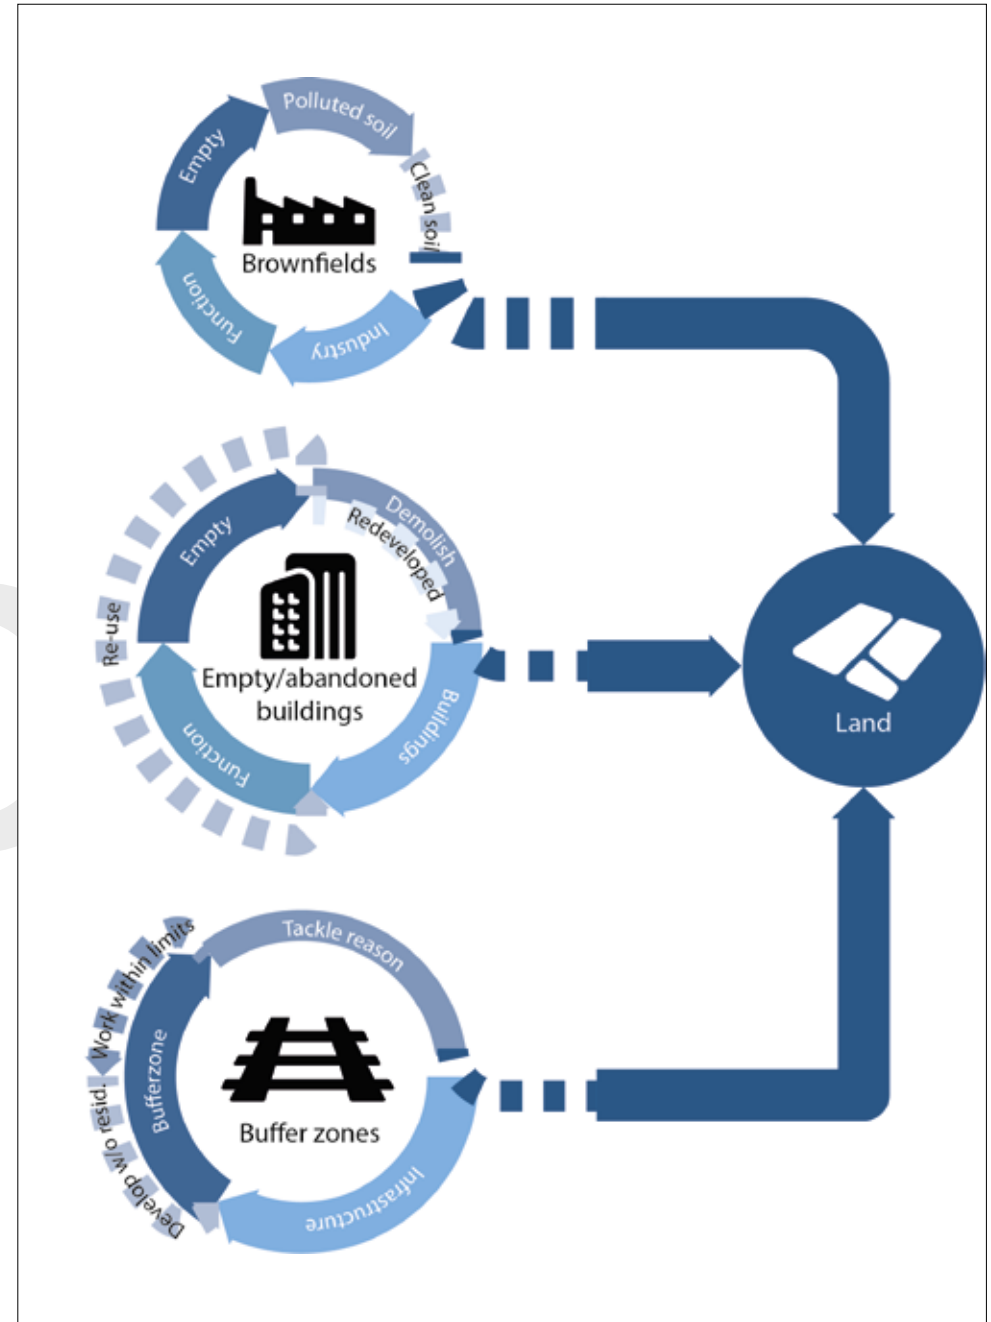 Polluted soil
Empty
Clean soil
Brownfields
Function
Industry
Demolish
Redeveloped
Empty
Re-use
Empty/abandoned
buildings
Buildings
Function
Land
Tackle reason
Work within limits
Bufferzone
Buffer zones
Develop w/o resid.
Infrastructure